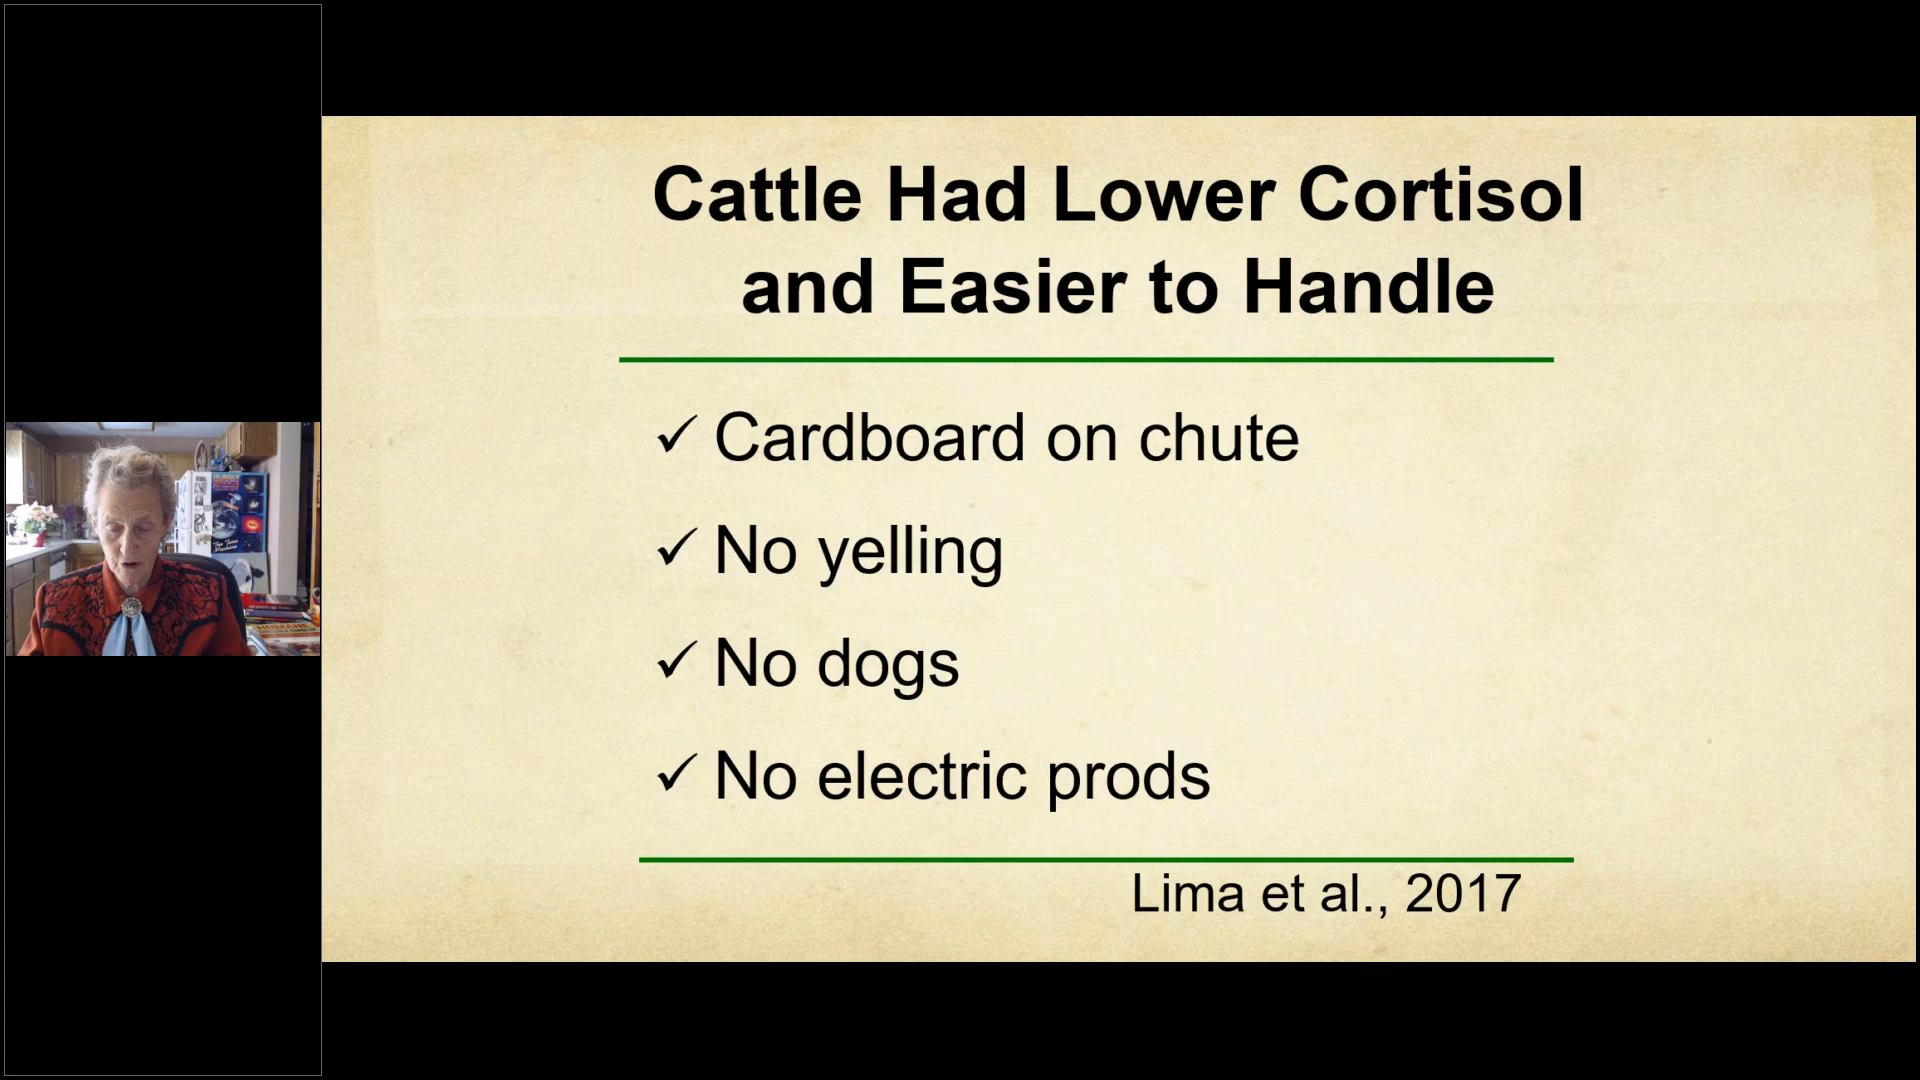 Cattle Had Lower Cortisol
and Easier to Handle
✓ Cardboard on chute
✓ No yelling
✓ No dogs
✓ No electric prods
Lima et al., 2017